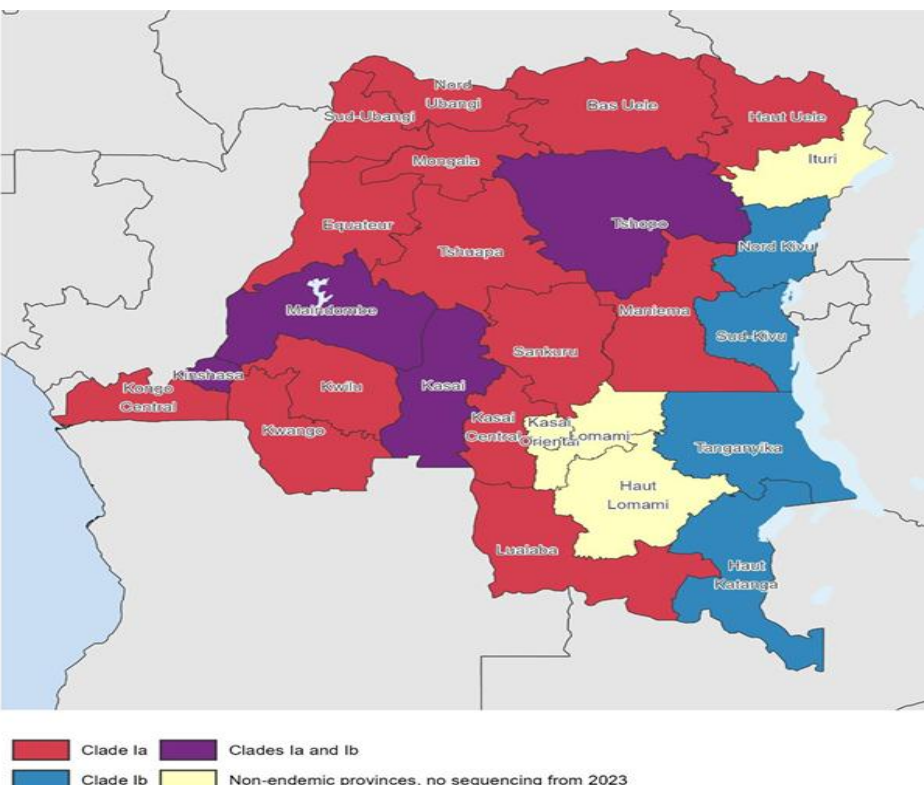 Nord
Ubangi
Sud-Ubangi
Bas Uele
Haut Uele
Mongala
Ituri
Equateur
Tshopo
Nord Kivu
Tshuapa
Maindombe
Maniema
Sud-Kivu
Sankuru
Kinshasa
Kwilu
Kasai
Kongo
Central
Kwango
Kasai
Central
Kasai
Oriental
Lomami
Tanganyika
Haut
Lomami
Lualaba
Haut
Katanga
Clade Ia
Clades Ia and Ib
Clade Ib
Non-endemic provinces, no sequencing from 2023